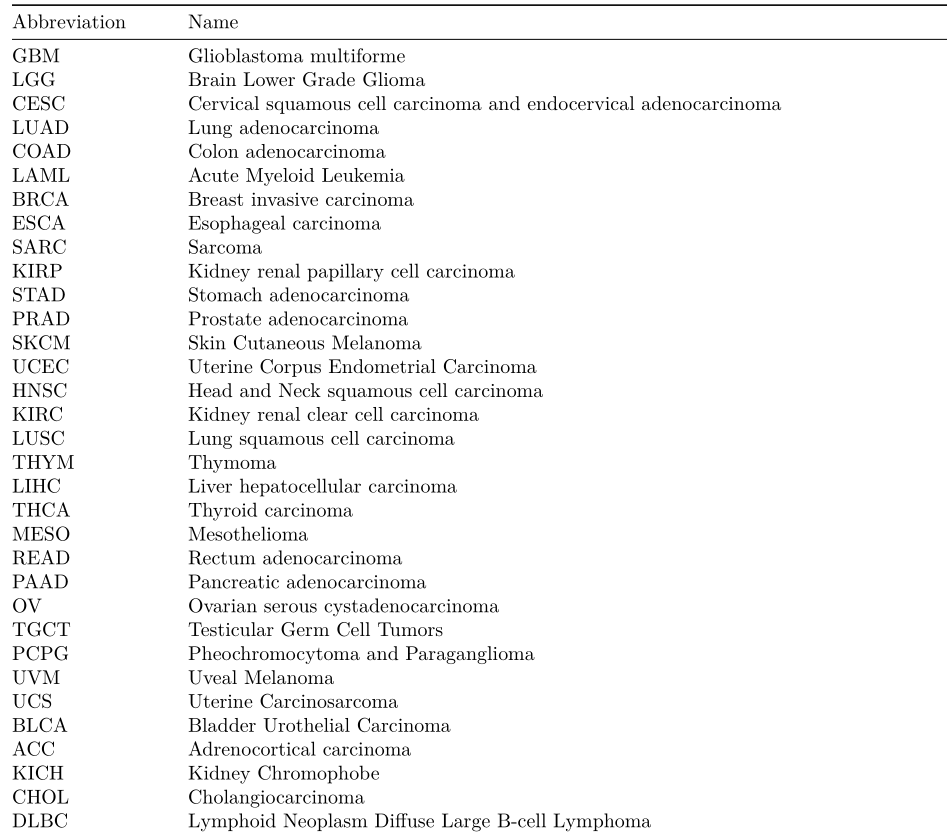 Abbreviation Name
GBM Glioblastoma multiforme
LGG Brain Lower Grade Glioma
CESC Cervical squamous cell carcinoma and endocervical adenocarcinoma
LUAD Lung adenocarcinoma
COAD Colon adenocarcinoma
LAML Acute Myeloid Leukemia
BRCA Breast invasive carcinoma
ESCA Esophageal carcinoma
SARC Sarcoma
KIRP Kidney renal papillary cell carcinoma
STAD Stomach adenocarcinoma
PRAD Prostate adenocarcinoma
SKCM Skin Cutaneous Melanoma
UCEC Uterine Corpus Endometrial Carcinoma
HNSC Head and Neck squamous cell carcinoma
KIRC Kidney renal clear cell carcinoma
LUSC Lung squamous cell carcinoma
THYM Thymoma
LIHC Liver hepatocellular carcinoma
THCA Thyroid carcinoma
MESO Mesothelioma
READ Rectum adenocarcinoma
PAAD Pancreatic adenocarcinoma
OV Ovarian serous cystadenocarcinoma
TGCT Testicular Germ Cell Tumors
PCPG Pheochromocytoma and Paraganglioma
UVM Uveal Melanoma
UCS Uterine Carcinosarcoma
BLCA Bladder Urothelial Carcinoma
ACC Adrenocortical carcinoma
KICH Kidney Chromophobe
CHOL Cholangiocarcinoma
DLBC Lymphoid Neoplasm Diffuse Large B-cell Lymphoma